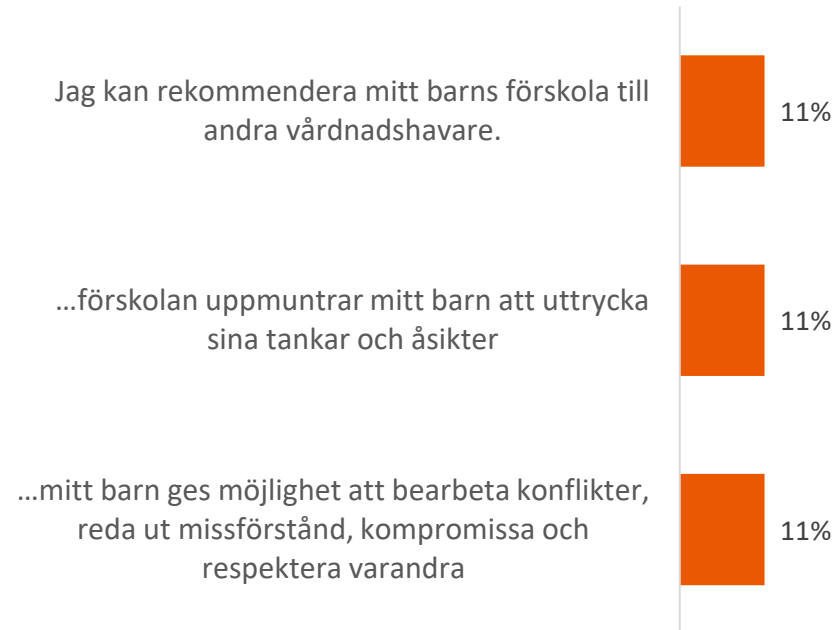 Jag kan rekommendera mitt barns förskola till
andra vårdnadshavare.
11%
...förskolan uppmuntrar mitt barn att uttrycka
sina tankar och åsikter
11%
...mitt barn ges möjlighet att bearbeta konflikter,
reda ut missförstånd, kompromissa och
respektera varandra
11%